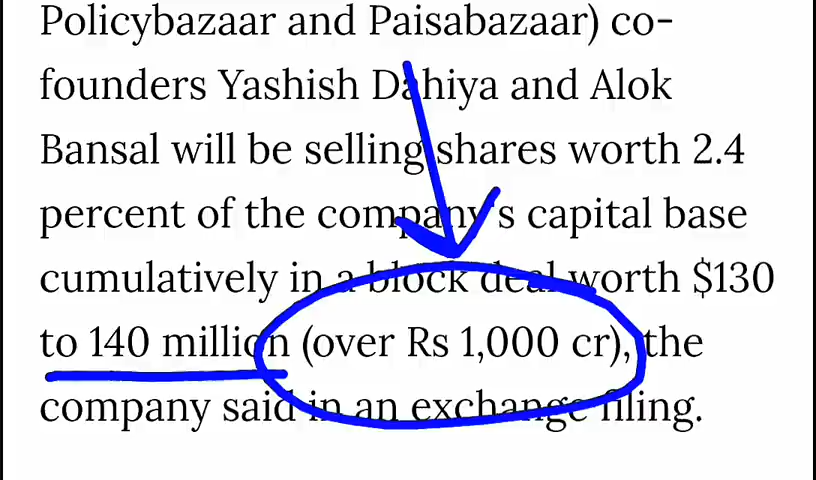 Policybazaar and Paisabazaar) co-
founders Yashish Dahiya and Alok
Bansal will be selling shares worth 2.4
percent of the company's capital base
cumulatively in a block deal worth $130
to 140 million (over Rs 1,000 cr), the
company said in an exchange filing.